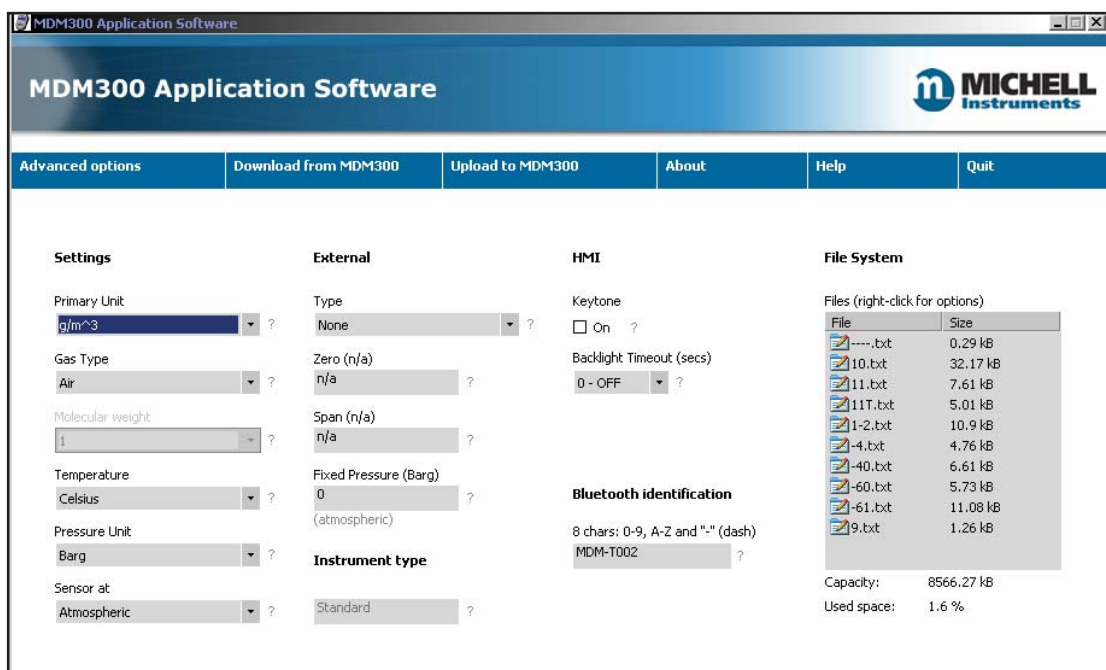 MDM300 Application Software
MDM300 Application Software
MICHELL
Instruments
Advanced options Download from MDM300 Upload to MDM300 About Help Quit
Settings
Primary Unit
g/m^3 ?
Gas Type
Air ?
Molecular weight
1 ?
Temperature
Celsius ?
Pressure Unit
Barg ?
Sensor at
Atmospheric ?
External
Type
None ?
Zero (n/a)
n/a ?
Span (n/a)
n/a ?
Fixed Pressure (Barg)
0 ?
(atmospheric)
Instrument type
Standard ?
HMI
Keytone
On ?
Backlight Timeout (secs)
0 - OFF ?
Bluetooth identification
8 chars: 0-9, A-Z and "-" (dash)
MDM-T002 ?
File System
Files (right-click for options)
File Size
----.txt 0.29 kB
10.txt 32.17 kB
11.txt 7.61 kB
11T.txt 5.01 kB
1-2.txt 10.9 kB
-4.txt 4.76 kB
-40.txt 6.61 kB
-60.txt 5.73 kB
-61.txt 11.08 kB
9.txt 1.26 kB
Capacity: 8566.27 kB
Used space: 1.6 %